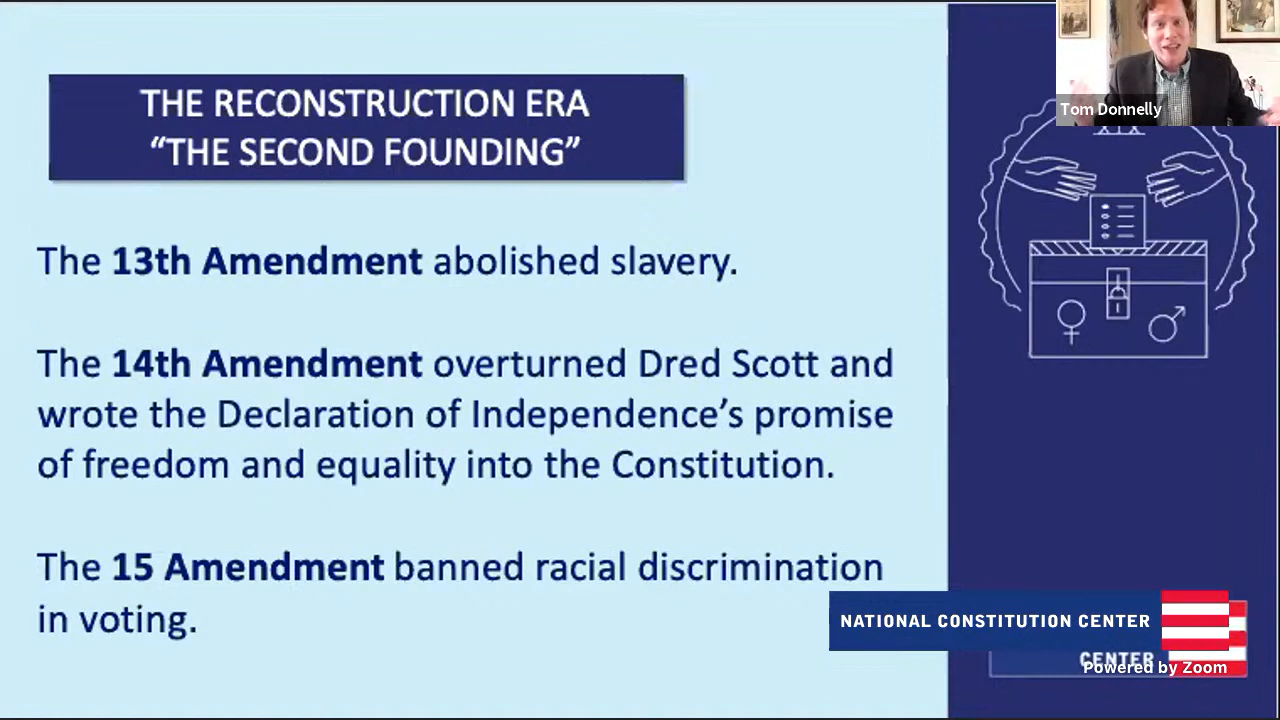 THE RECONSTRUCTION ERA
“THE SECOND FOUNDING”
Tom Donnelly
XIX
The 13th Amendment abolished slavery.
The 14th Amendment overturned Dred Scott and
wrote the Declaration of Independence’s promise
of freedom and equality into the Constitution.
The 15 Amendment banned racial discrimination
in voting.
NATIONAL CONSTITUTION CENTER
CENTER
Powered by Zoom